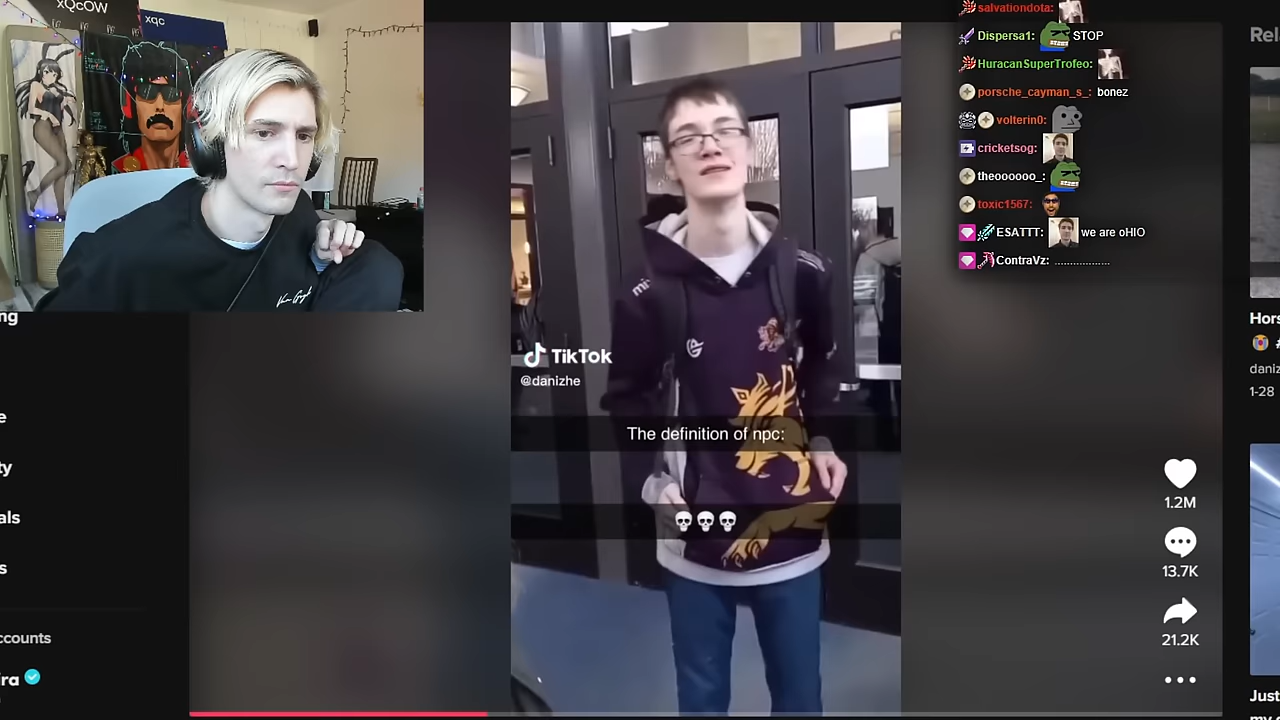 xQcOW
xqc
salvationdota:
Dispersa1: STOP
HuracanSuperTrofeo:
porsche_cayman_s_: bonez
volterin0:
cricketsog:
theoooooo_:
toxic1567:
ESATTT: we are oHIO
ContraVz: ..................
Rel
ng
TikTok
@danizhe
The definition of npc:
💀💀💀
e
ty
als
s
ccounts
ra
1.2M
13.7K
21.2K
Hors
#
daniz
1-28
Just
my